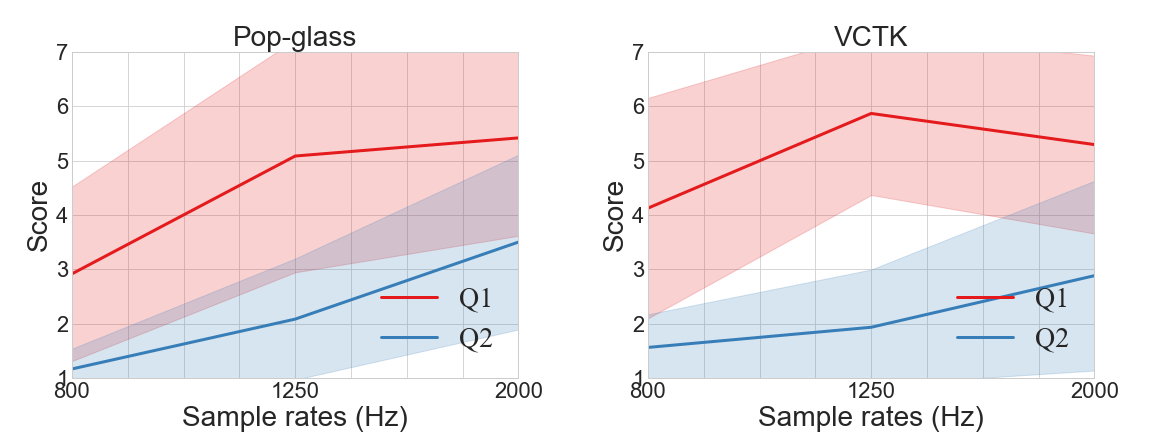 Pop-glass
7
6
5
4
3
2
1
Score
Q1
Q2
800
1250
2000
Sample rates (Hz)
VCTK
7
6
5
4
3
2
1
Score
Q1
Q2
800
1250
2000
Sample rates (Hz)